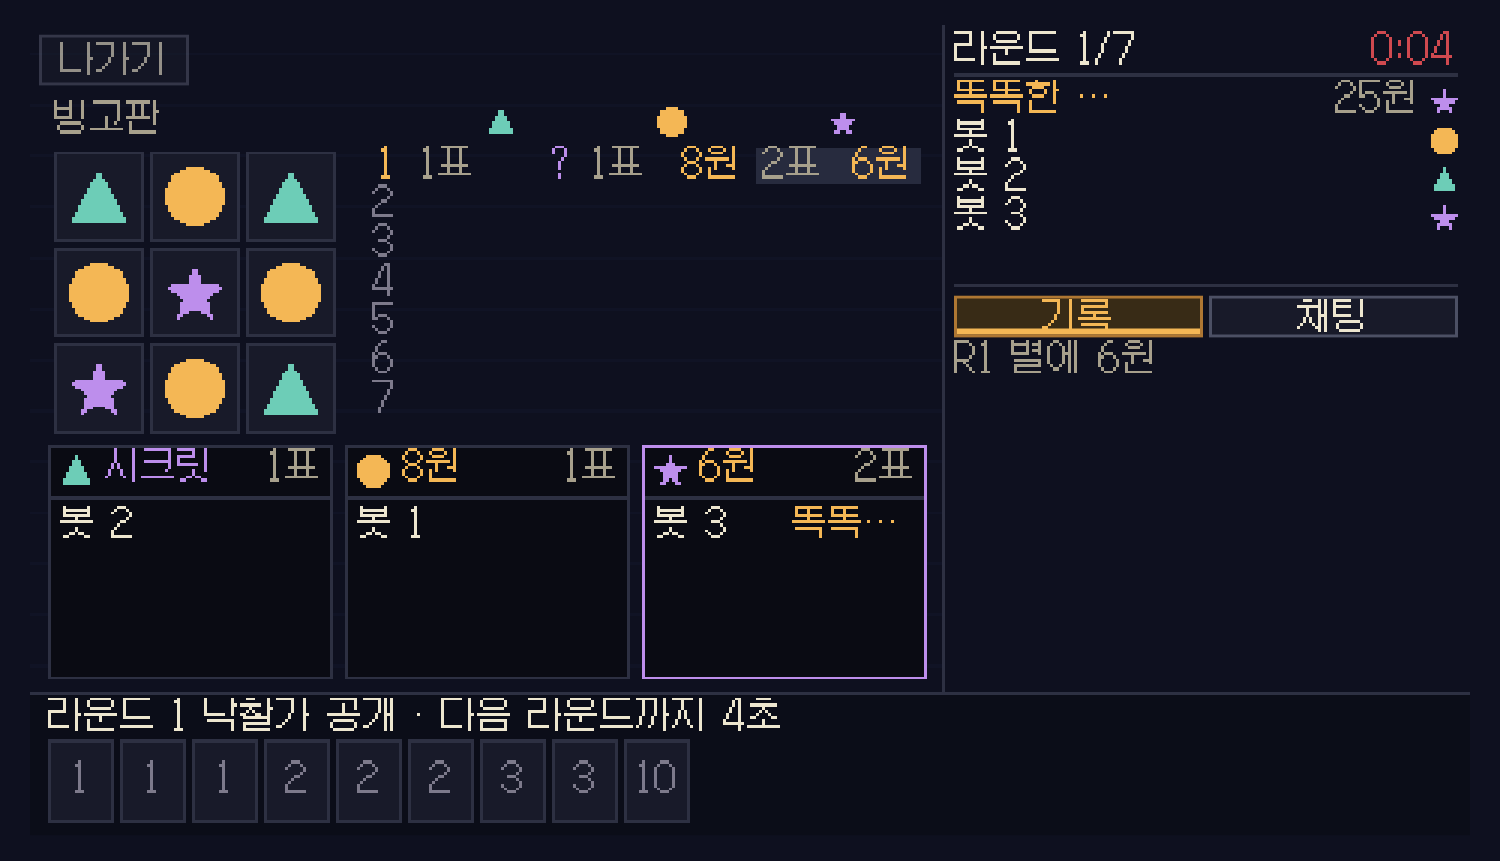 나가기
빙고판
1 1표 ? 1표 8원 2표 6원
2
3
4
5
6
7
시크릿 1표
봇 2
8원 1표
봇 1
6원 2표
봇 3 똑똑…
라운드 1/7 0:04
똑똑한 … 25원
봇 1
봇 2
봇 3
기록 채팅
R1 별에 6원
라운드 1 낙찰가 공개 · 다음 라운드까지 4초
1 1 1 2 2 2 3 3 10